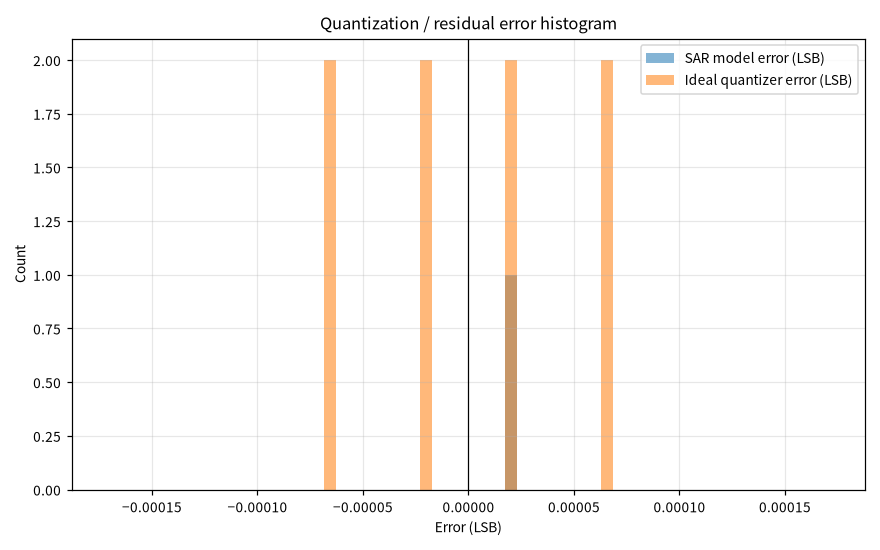 Quantization / residual error histogram
SAR model error (LSB)
Ideal quantizer error (LSB)
Count
2.00
1.75
1.50
1.25
1.00
0.75
0.50
0.25
0.00
−0.00015 −0.00010 −0.00005 0.00000 0.00005 0.00010 0.00015
Error (LSB)